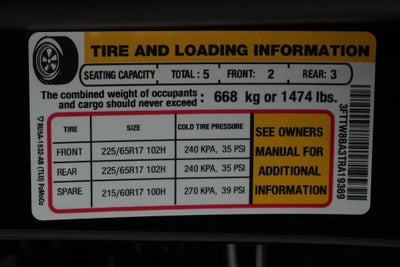 TIRE AND LOADING INFORMATION
SEATING CAPACITY TOTAL : 5 FRONT: 2 REAR: 3
The combined weight of occupants
and cargo should never exceed : 668 kg or 1474 lbs.
TIRE SIZE COLD TIRE PRESSURE
FRONT 225/65R17 102H 240 KPA, 35 PSI
REAR 225/65R17 102H 240 KPA, 35 PSI
SPARE 215/60R17 100H 270 KPA, 39 PSI
SEE OWNERS
MANUAL FOR
ADDITIONAL
INFORMATION
3FTTW8BA3TRA19369